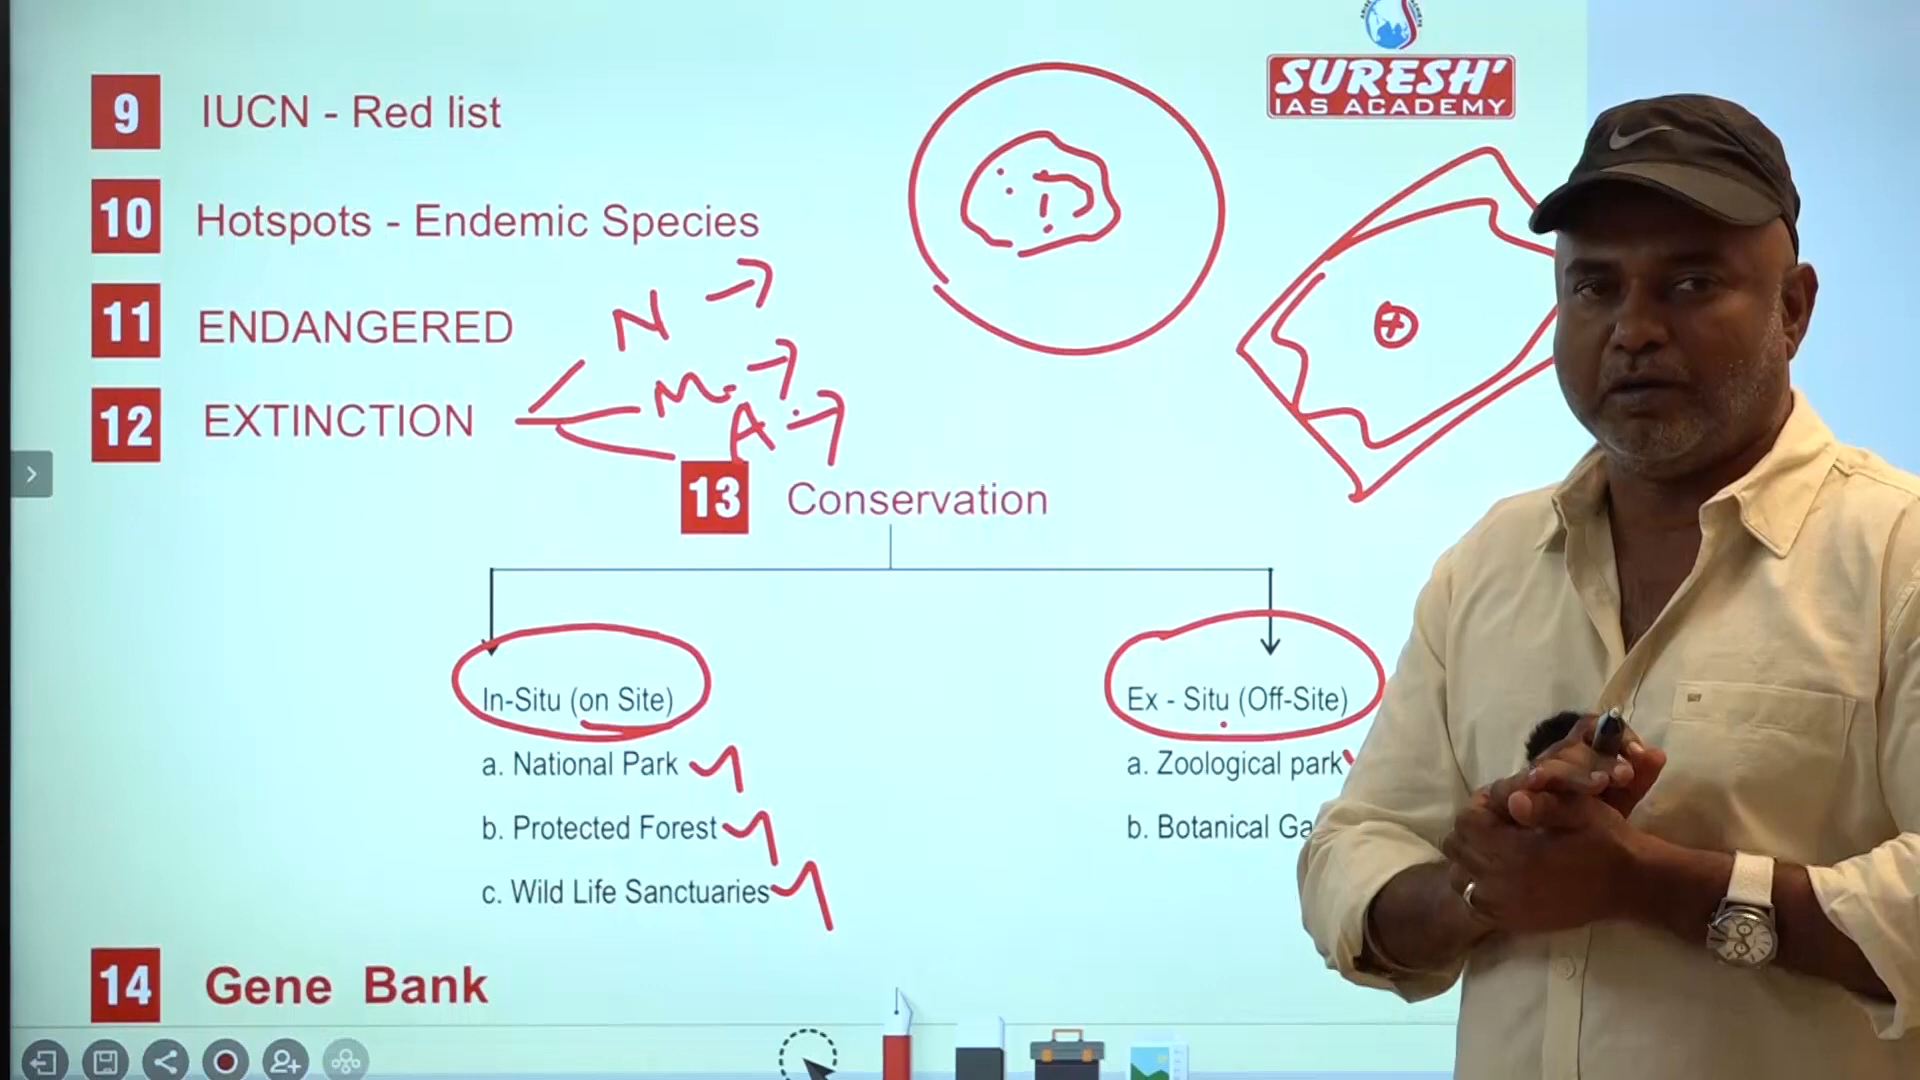 SURESH'
IAS ACADEMY
9 IUCN - Red list
10 Hotspots - Endemic Species
11 ENDANGERED
12 EXTINCTION
N
M.
A.
13 Conservation
In-Situ (on Site)
a. National Park
b. Protected Forest
c. Wild Life Sanctuaries
Ex - Situ (Off-Site)
a. Zoological park
b. Botanical Ga
14 Gene Bank